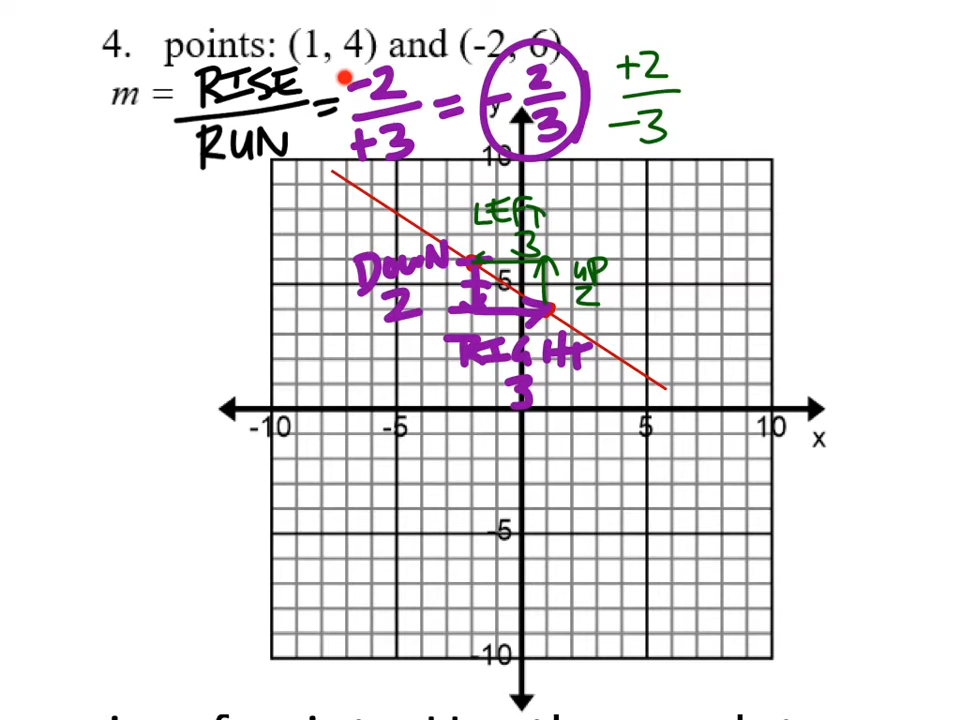 4. points: (1, 4) and (-2, 6)
m = RISE/RUN = -2/+3 = -2/3 +2/-3
y
10
LEFT
3
DOWN
2
5
UP
2
RIGHT
3
-10 -5 5 10 x
-5
-10